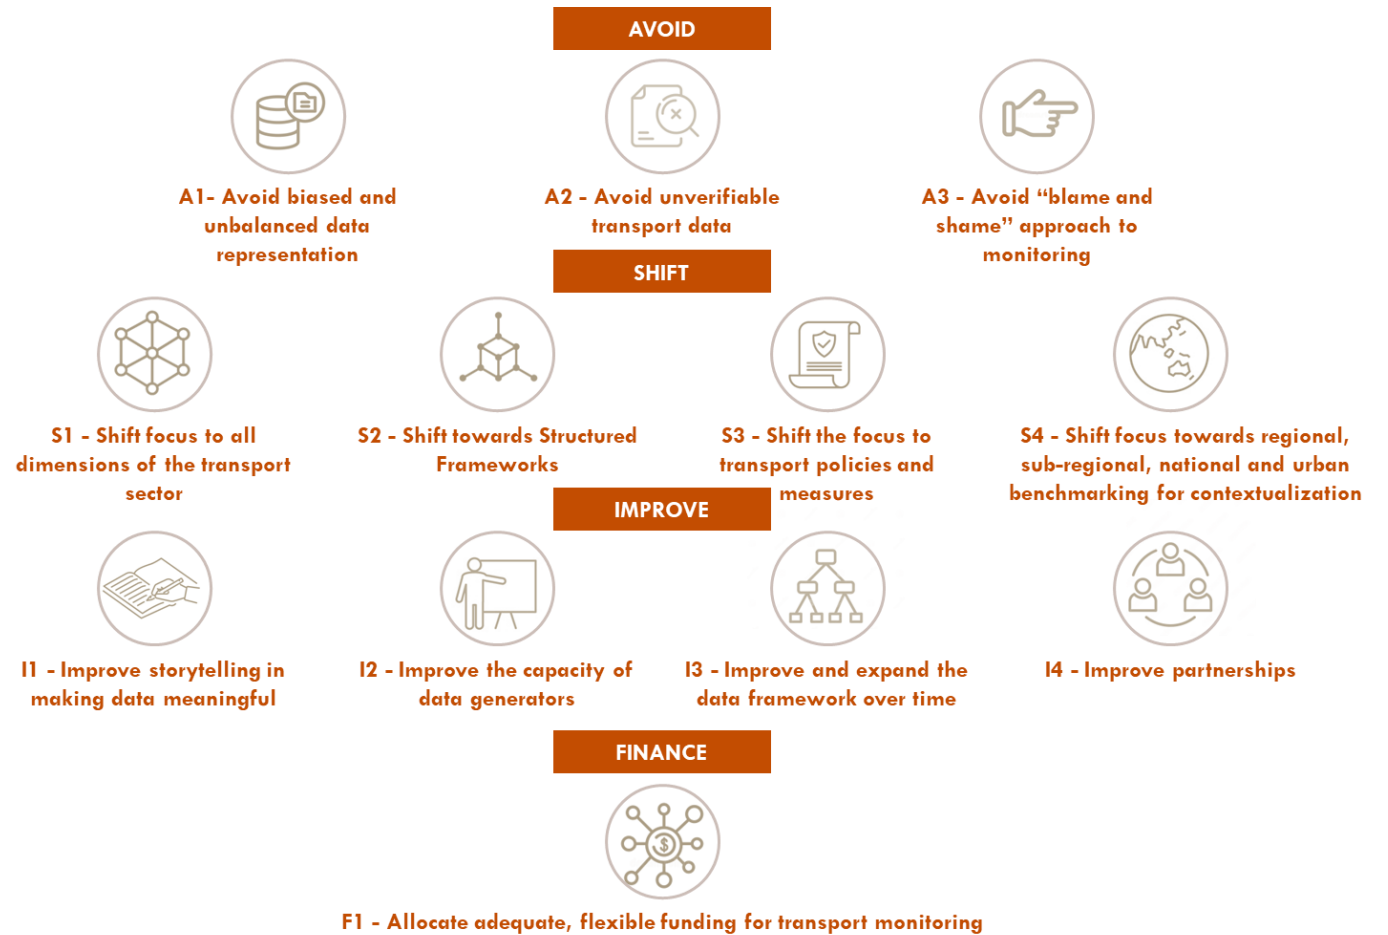 AVOID
A1- Avoid biased and
unbalanced data
representation
A2 - Avoid unverifiable
transport data
A3 - Avoid “blame and
shame” approach to
monitoring
SHIFT
S1 - Shift focus to all
dimensions of the transport
sector
S2 - Shift towards Structured
Frameworks
S3 - Shift the focus to
transport policies and
measures
S4 - Shift focus towards regional,
sub-regional, national and urban
benchmarking for contextualization
IMPROVE
I1 - Improve storytelling in
making data meaningful
I2 - Improve the capacity of
data generators
I3 - Improve and expand the
data framework over time
I4 - Improve partnerships
FINANCE
$
F1 - Allocate adequate, flexible funding for transport monitoring